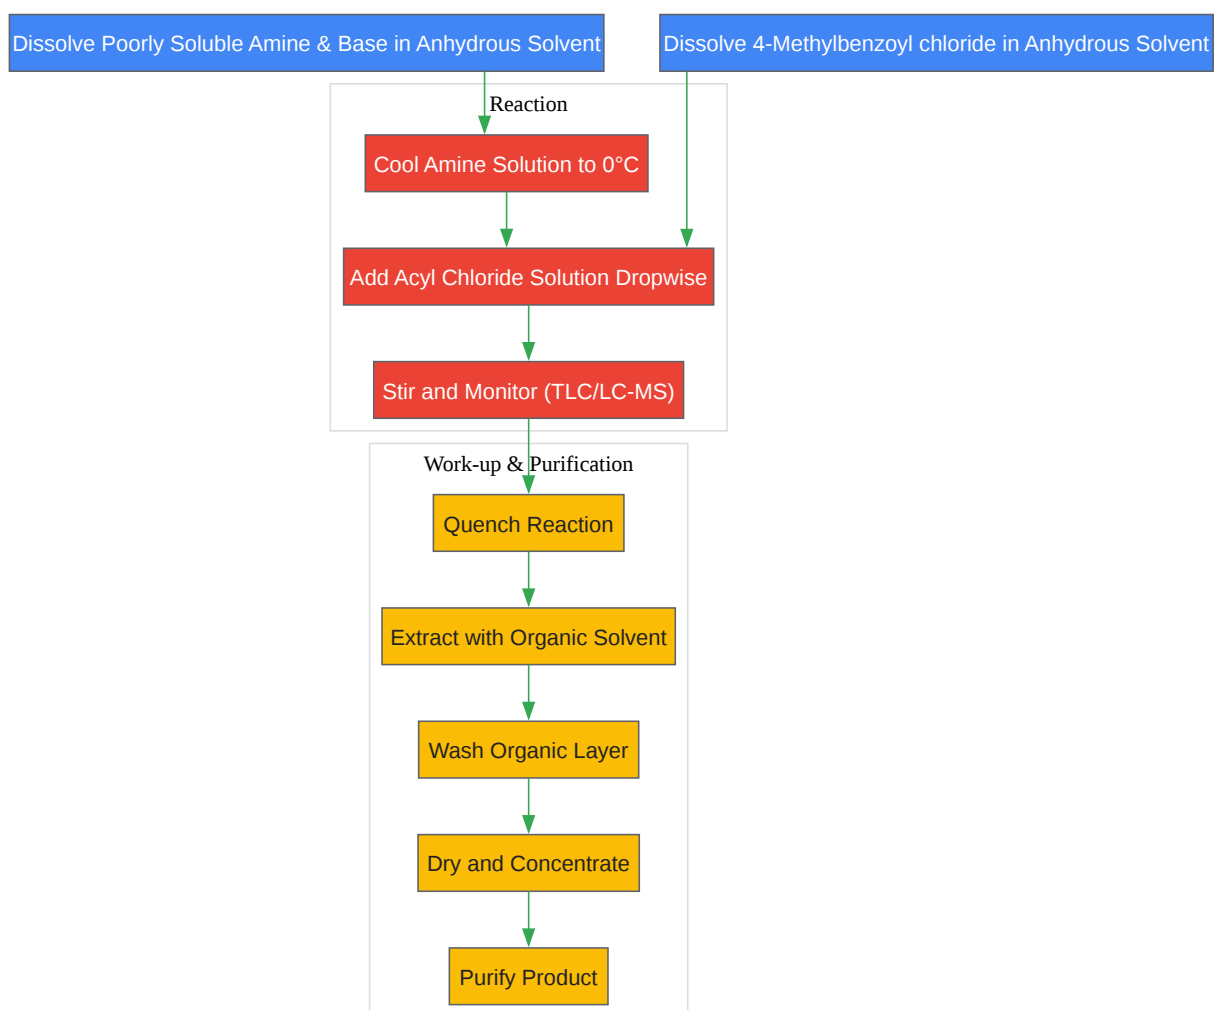 Dissolve Poorly Soluble Amine & Base in Anhydrous Solvent
Dissolve 4-Methylbenzoyl chloride in Anhydrous Solvent
Reaction
Cool Amine Solution to 0°C
Add Acyl Chloride Solution Dropwise
Stir and Monitor (TLC/LC-MS)
Work-up & Purification
Quench Reaction
Extract with Organic Solvent
Wash Organic Layer
Dry and Concentrate
Purify Product